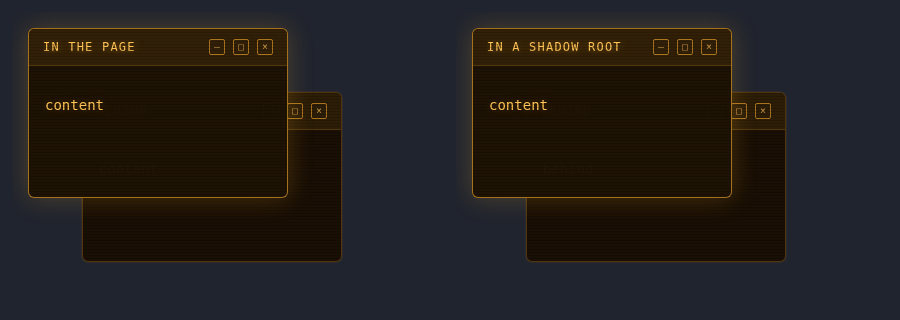 IN THE PAGE
content
IN A SHADOW ROOT
content